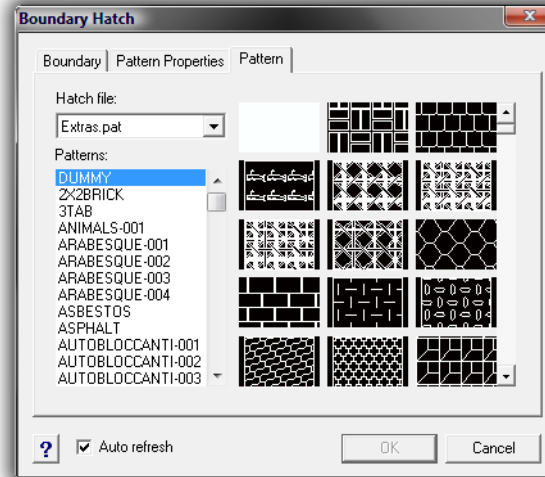 Boundary Hatch
Boundary Pattern Properties Pattern
Hatch file:
Extras.pat
Patterns:
DUMMY
2X2BRICK
3TAB
ANIMALS-001
ARABESQUE-001
ARABESQUE-002
ARABESQUE-003
ARABESQUE-004
ASBESTOS
ASPHALT
AUTOBLOCCANTI-001
AUTOBLOCCANTI-002
AUTOBLOCCANTI-003
? Auto refresh OK Cancel